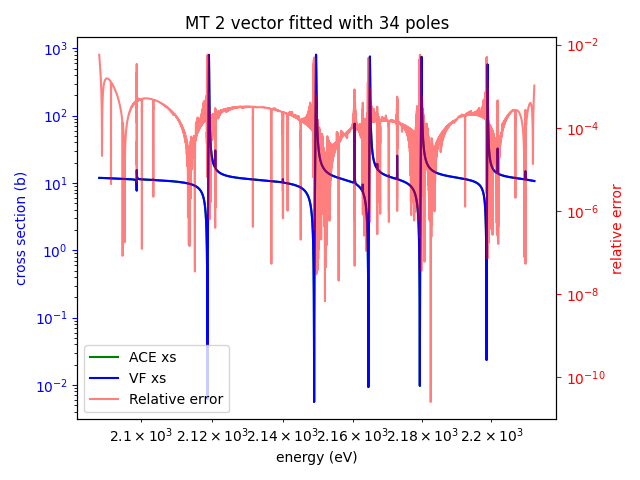 MT 2 vector fitted with 34 poles
10³
10²
10¹
10⁰
10⁻¹
10⁻²
cross section (b)
10⁻²
10⁻⁴
10⁻⁶
10⁻⁸
10⁻¹⁰
relative error
ACE xs
VF xs
Relative error
2.1 × 10³ 2.12 × 10³ 2.14 × 10³ 2.16 × 10³ 2.18 × 10³ 2.2 × 10³
energy (eV)